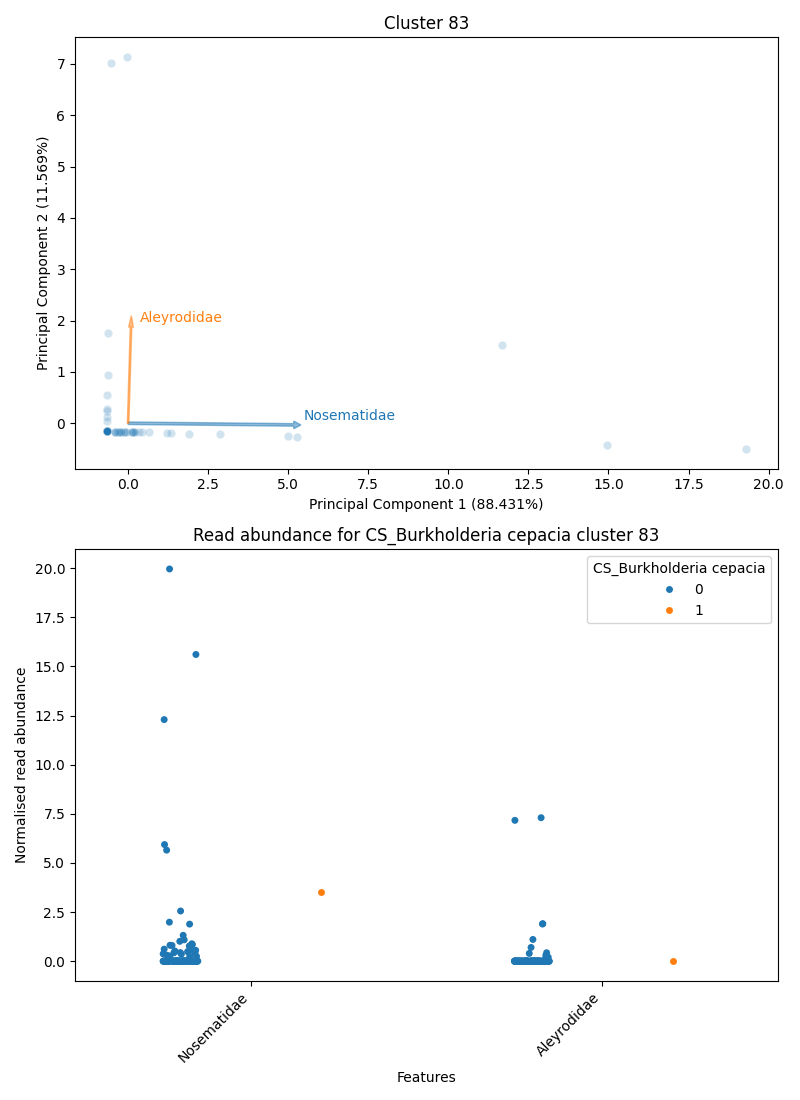 Cluster 83
7
6
5
4
3
2
1
0
Principal Component 2 (11.569%)
Aleyrodidae
Nosematidae
0.0 2.5 5.0 7.5 10.0 12.5 15.0 17.5 20.0
Principal Component 1 (88.431%)
Read abundance for CS_Burkholderia cepacia cluster 83
20.0
17.5
15.0
12.5
10.0
7.5
5.0
2.5
0.0
Normalised read abundance
CS_Burkholderia cepacia
0
1
Nosematidae
Aleyrodidae
Features